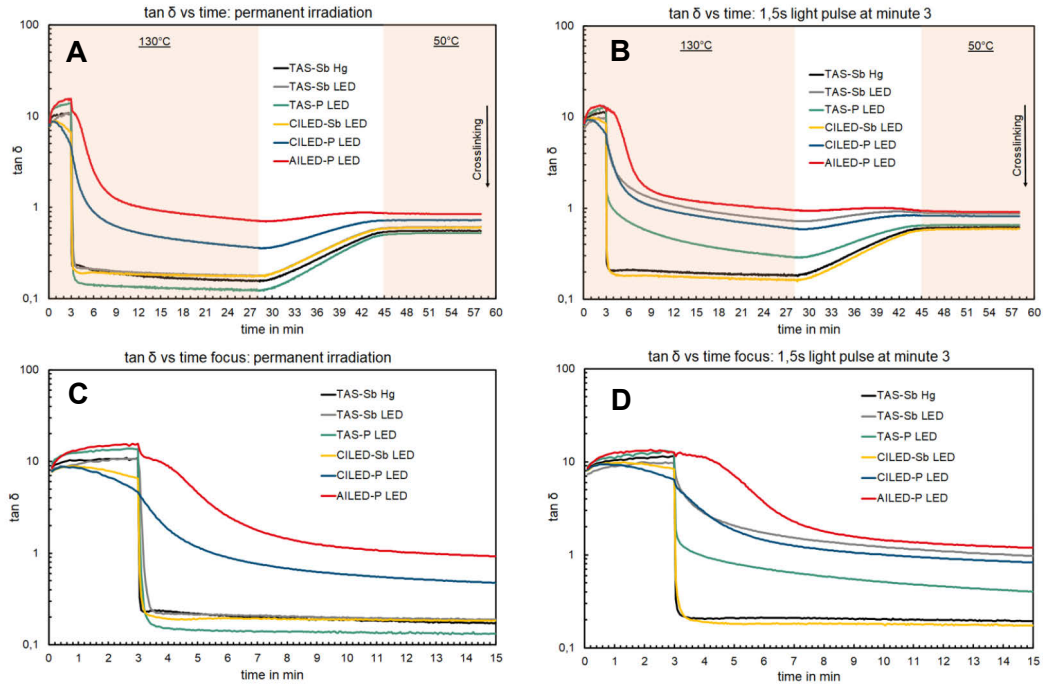 tan δ vs time: permanent irradiation
A
130°C
50°C
TAS-Sb Hg
TAS-Sb LED
TAS-P LED
CILED-Sb LED
CILED-P LED
AILED-P LED
Crosslinking
tan δ
100
10
1
0,1
0 3 6 9 12 15 18 21 24 27 30 33 36 39 42 45 48 51 54 57 60
time in min
tan δ vs time: 1,5s light pulse at minute 3
B
130°C
50°C
TAS-Sb Hg
TAS-Sb LED
TAS-P LED
CILED-Sb LED
CILED-P LED
AILED-P LED
Crosslinking
tan δ
100
10
1
0,1
0 3 6 9 12 15 18 21 24 27 30 33 36 39 42 45 48 51 54 57 60
time in min
tan δ vs time focus: permanent irradiation
C
TAS-Sb Hg
TAS-Sb LED
TAS-P LED
CILED-Sb LED
CILED-P LED
AILED-P LED
tan δ
100
10
1
0,1
0 1 2 3 4 5 6 7 8 9 10 11 12 13 14 15
time in min
tan δ vs time focus: 1,5s light pulse at minute 3
D
TAS-Sb Hg
TAS-Sb LED
TAS-P LED
CILED-Sb LED
CILED-P LED
AILED-P LED
tan δ
100
10
1
0,1
0 1 2 3 4 5 6 7 8 9 10 11 12 13 14 15
time in min